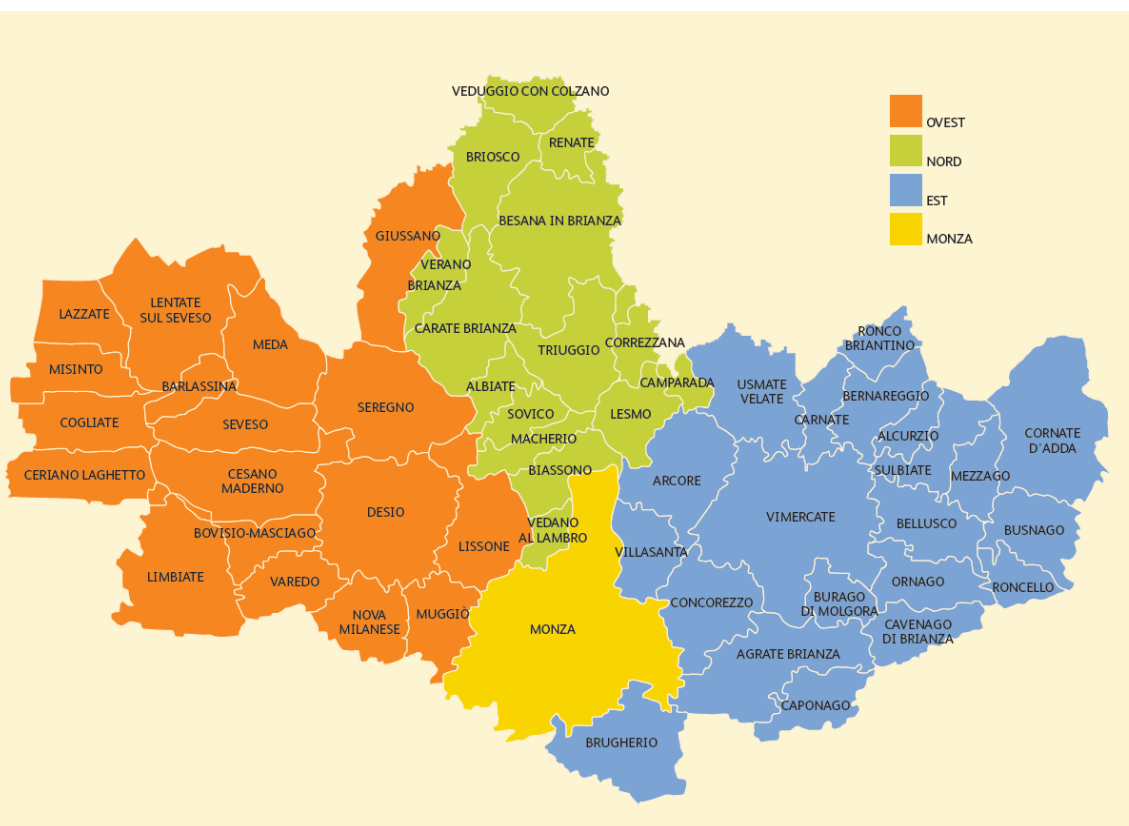 VEDUGGIO CON COLZANO
OVEST
RENATE
BRIOSCO
NORD
EST
BESANA IN BRIANZA
GIUSSANO
MONZA
VERANO
BRIANZA
LENTATE
SUL SEVESO
LAZZATE
CARATE BRIANZA
RONCO
BRIANTINO
MEDA
TRIUGGIO
CORREZZANA
MISINTO
BARLASSINA
ALBIATE
CAMPARADA
USMATE
VELATE
BERNAREGGIO
SEREGNO
COGLIATE
SEVESO
SOVICO
LESMO
CARNATE
MACHERIO
ALCURZIO
CORNATE
D'ADDA
CERIANO LAGHETTO
CESANO
MADERNO
BIASSONO
ARCORE
SULBIATE
MEZZAGO
DESIO
VIMERCATE
BOVISIO-MASCIAGO
VEDANO
AL LAMBRO
BELLUSCO
BUSNAGO
LISSONE
VILLASANTA
LIMBIATE
VAREDO
ORNAGO
RONCELLO
CONCOREZZO
BURAGO
DI MOLGORA
NOVA
MILANESE
MUGGIÒ
MONZA
CAVENAGO
DI BRIANZA
AGRATE BRIANZA
CAPONAGO
BRUGHERIO